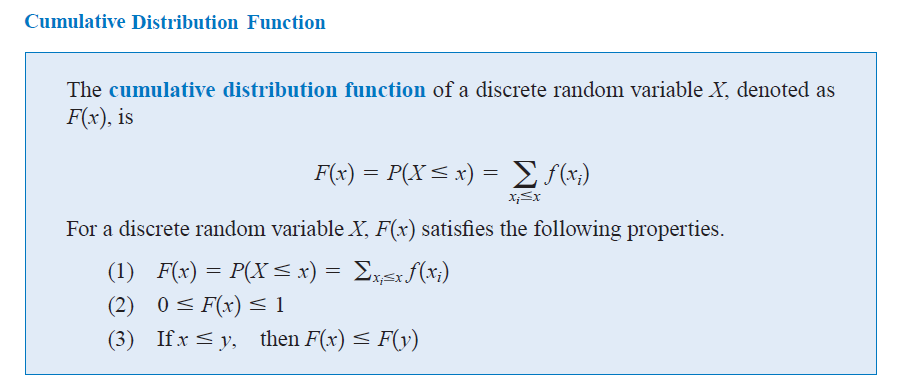 Cumulative Distribution Function
The cumulative distribution function of a discrete random variable X, denoted as
F(x), is
F(x) = P(X ≤ x) = ∑ f(xᵢ)
xᵢ≤x
For a discrete random variable X, F(x) satisfies the following properties.
(1) F(x) = P(X ≤ x) = ∑xᵢ≤x f(xᵢ)
(2) 0 ≤ F(x) ≤ 1
(3) If x ≤ y, then F(x) ≤ F(y)